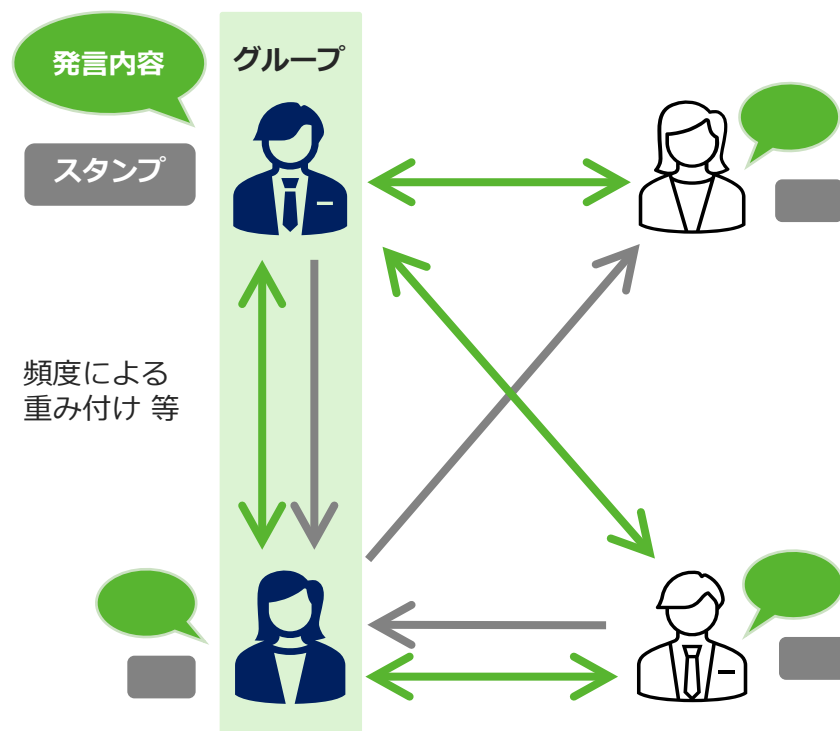 発言内容
グループ
スタンプ
頻度による
重み付け 等